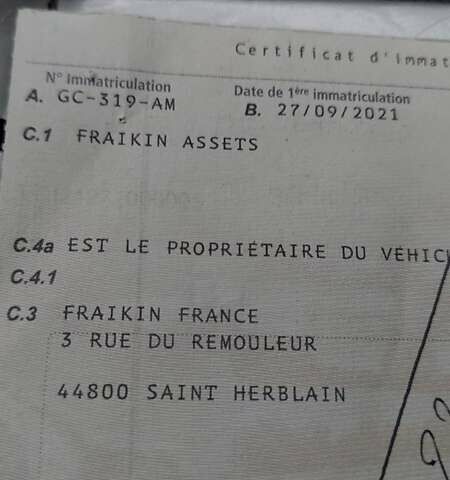 Certificat d'immat
N° Immatriculation
Date de 1ère immatriculation
A. GC-319-AM
B. 27/09/2021
C.1 FRAIKIN ASSETS
C.4a EST LE PROPRIÉTAIRE DU VÉHIC
C.4.1
C.3 FRAIKIN FRANCE
3 RUE DU REMOULEUR
44800 SAINT HERBLAIN